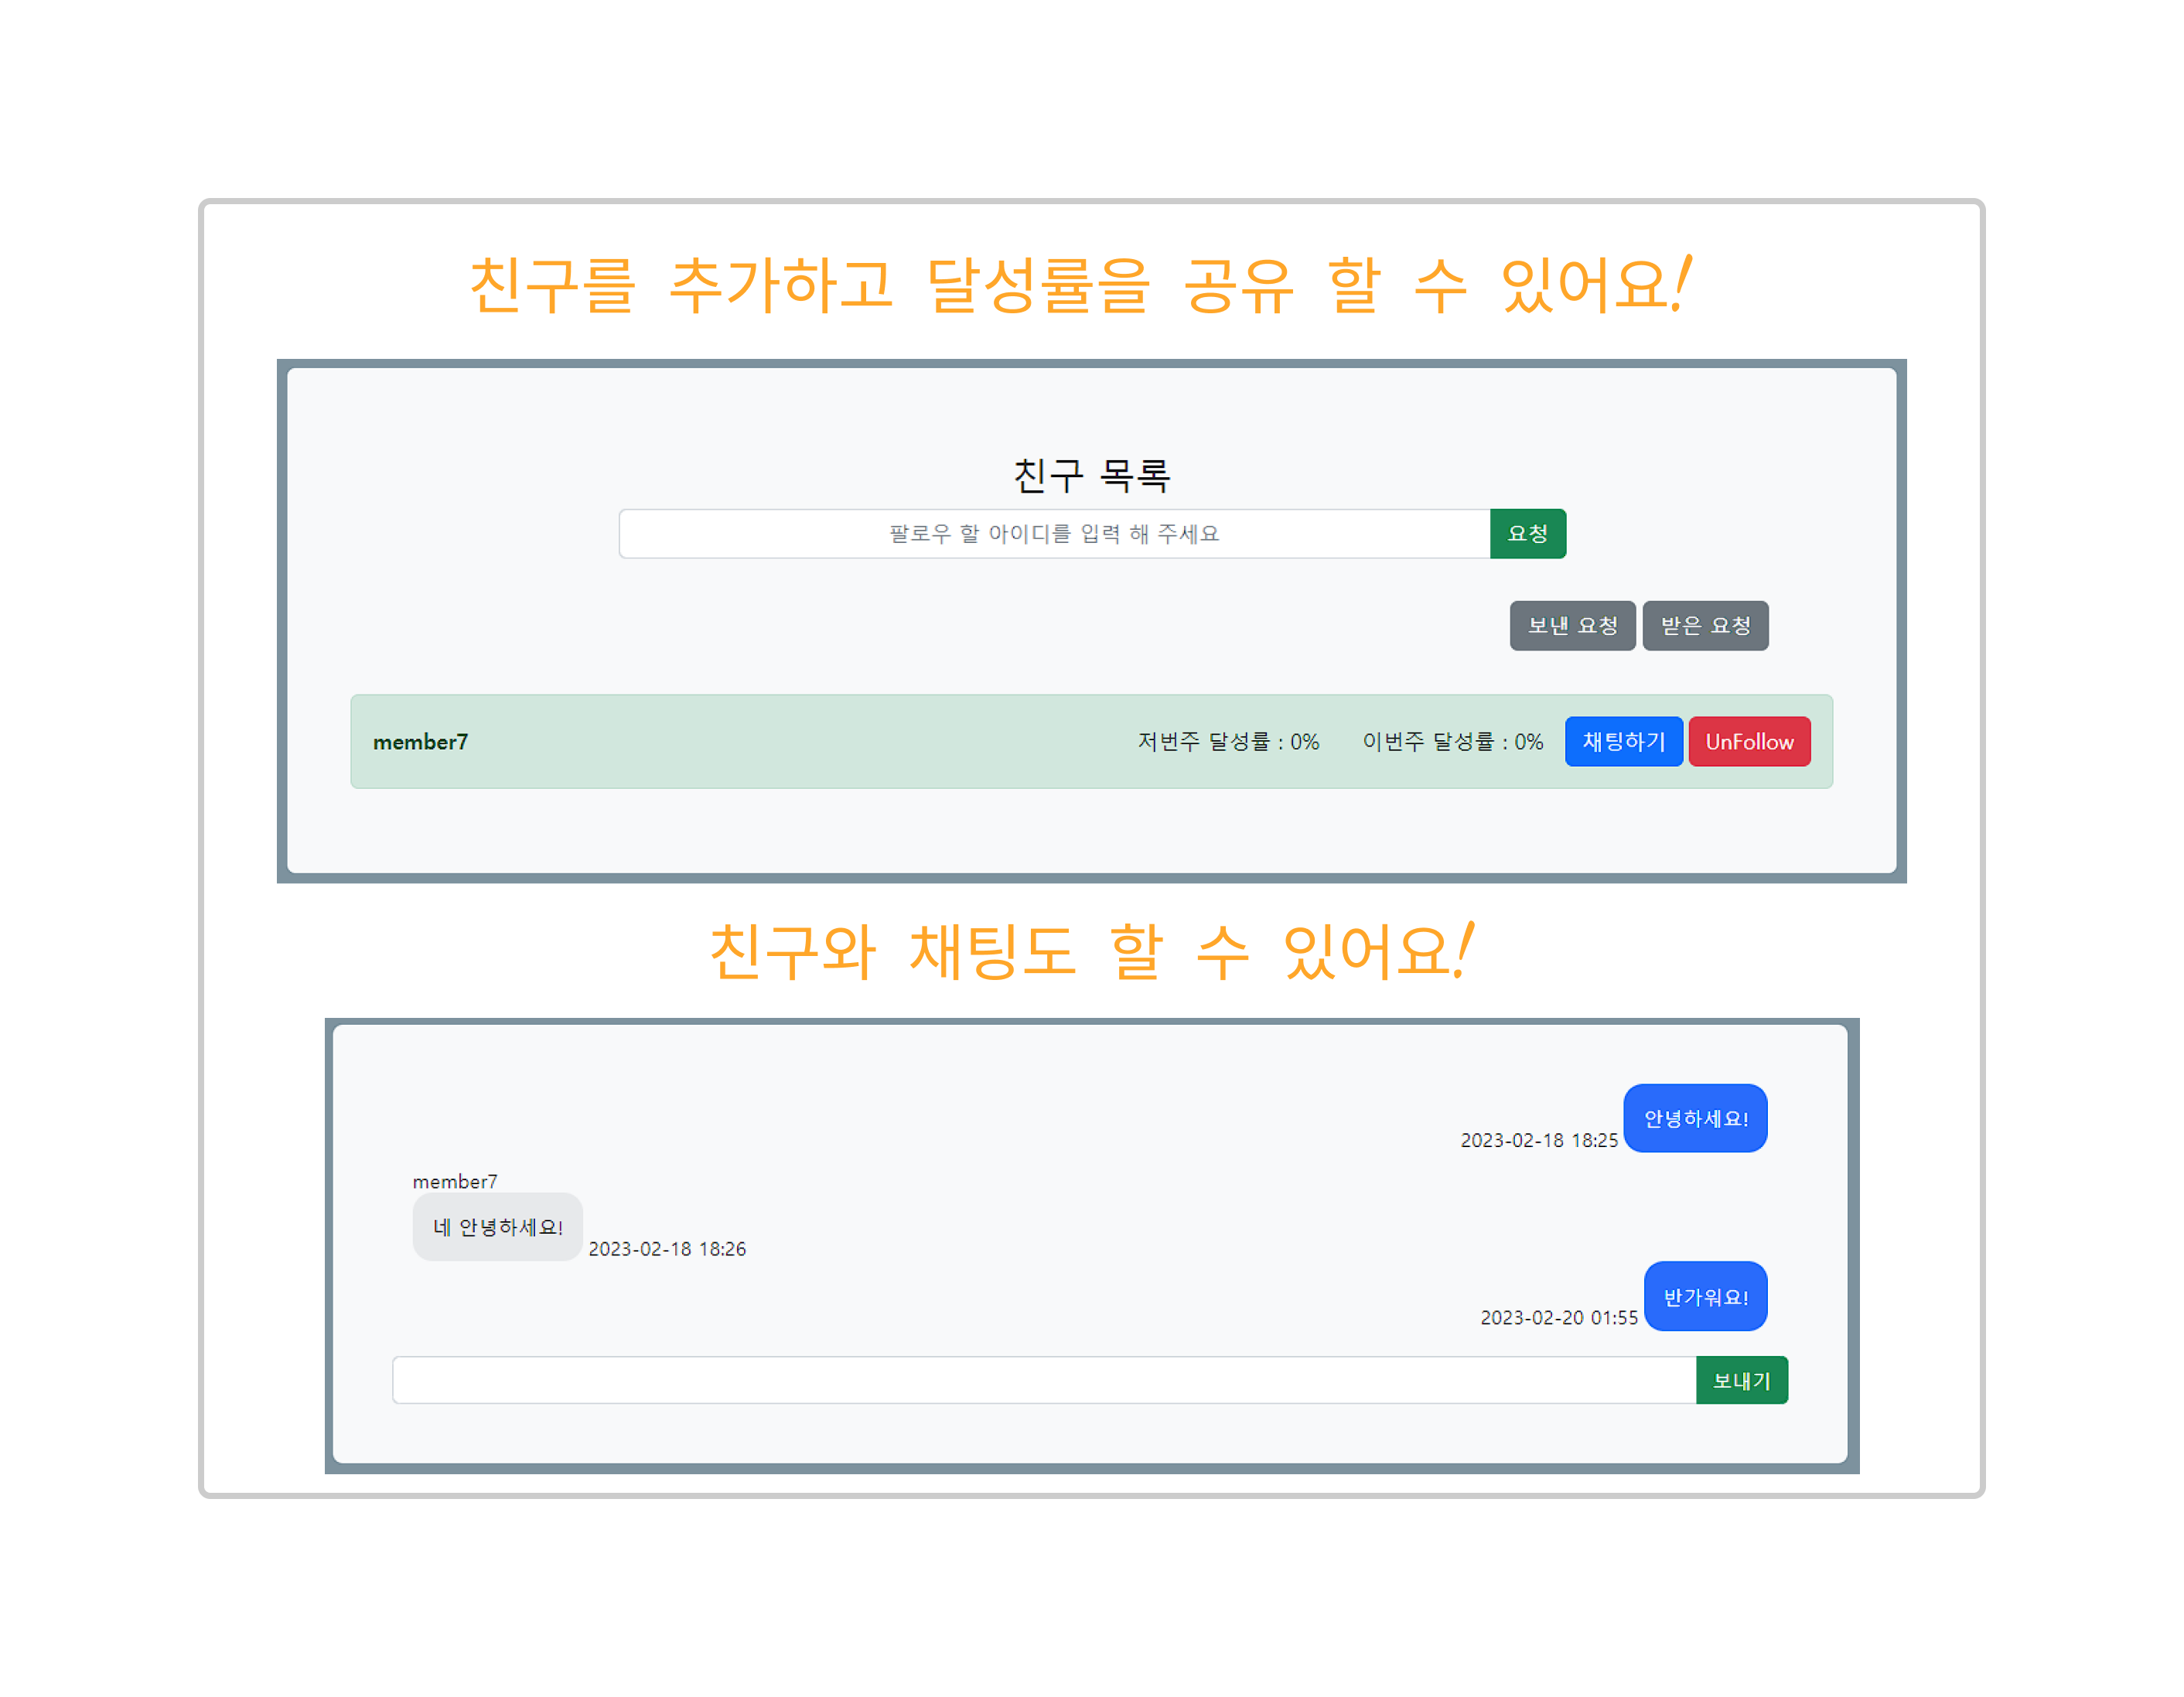 친구를 추가하고 달성률을 공유 할 수 있어요!
친구 목록
팔로우 할 아이디를 입력 해 주세요 요청
보낸 요청 받은 요청
member7 저번주 달성률 : 0% 이번주 달성률 : 0% 채팅하기 UnFollow
친구와 채팅도 할 수 있어요!
안녕하세요!
2023-02-18 18:25
member7
네 안녕하세요!
2023-02-18 18:26
반가워요!
2023-02-20 01:55
보내기